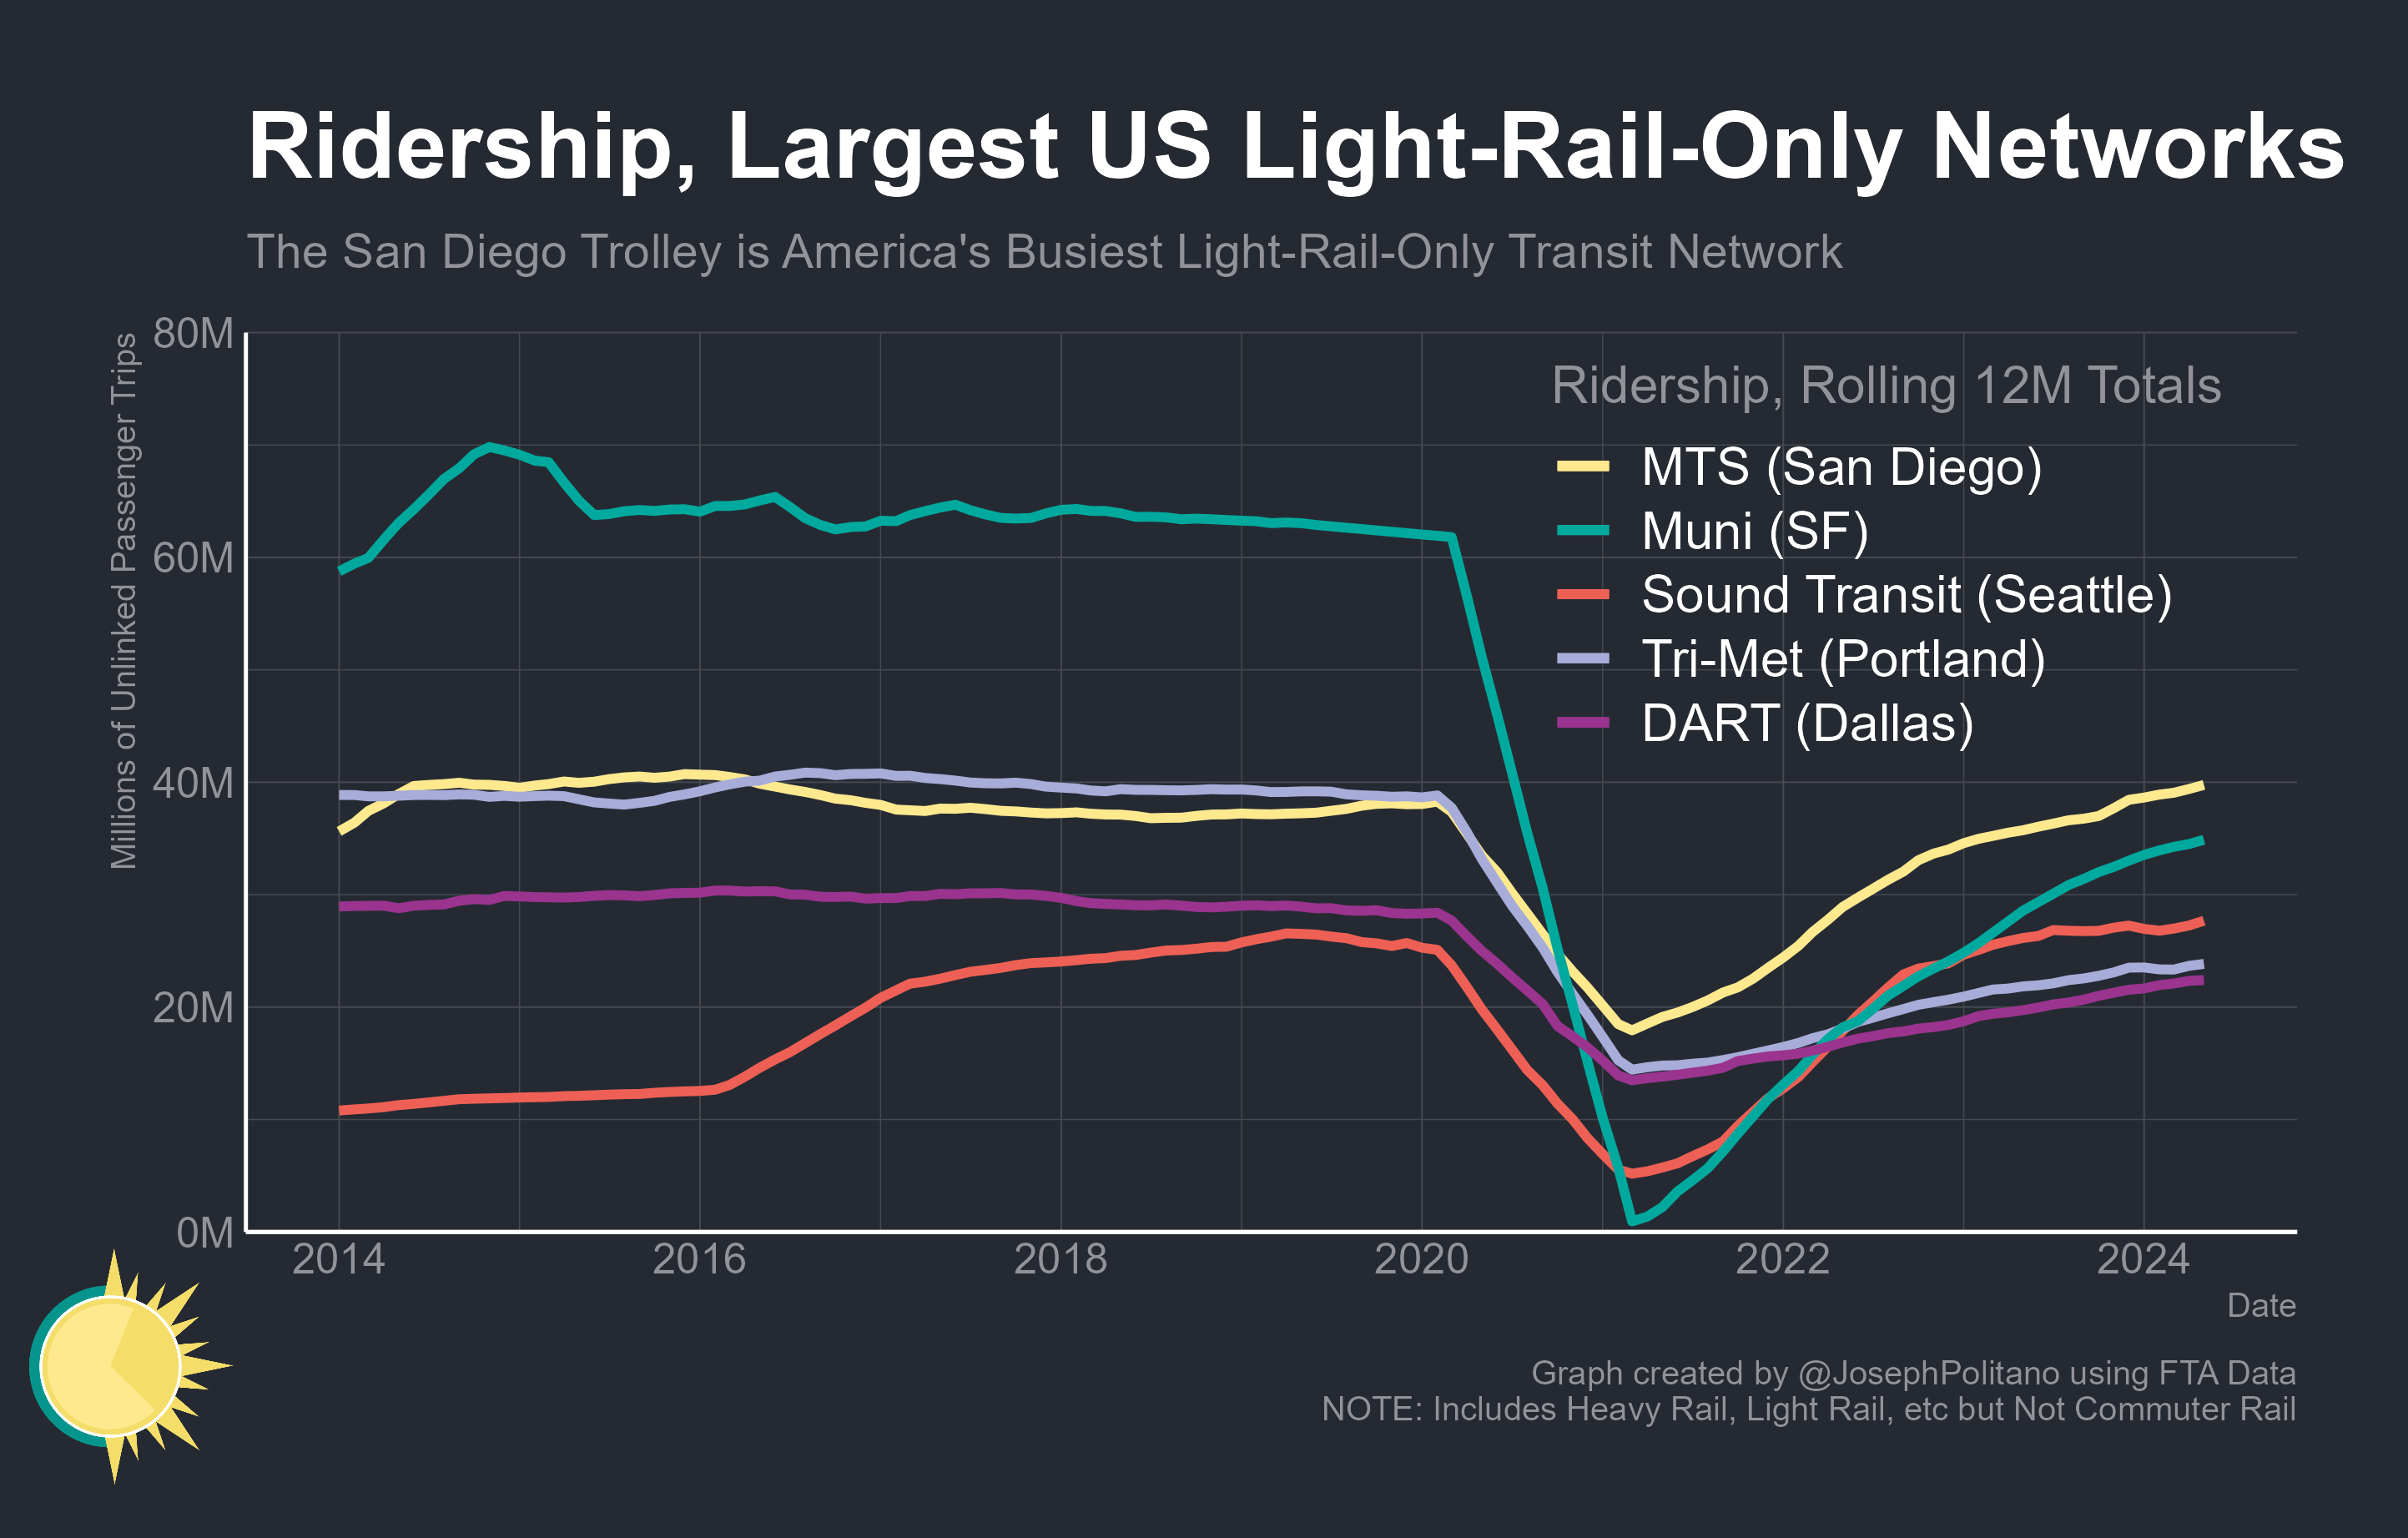 Ridership, Largest US Light-Rail-Only Networks
The San Diego Trolley is America's Busiest Light-Rail-Only Transit Network
Millions of Unlinked Passenger Trips
80M
60M
40M
20M
0M
Ridership, Rolling 12M Totals
MTS (San Diego)
Muni (SF)
Sound Transit (Seattle)
Tri-Met (Portland)
DART (Dallas)
2014 2016 2018 2020 2022 2024
Date
Graph created by @JosephPolitano using FTA Data
NOTE: Includes Heavy Rail, Light Rail, etc but Not Commuter Rail